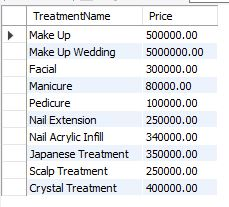 TreatmentName Price
Make Up 500000.00
Make Up Wedding 5000000.00
Facial 300000.00
Manicure 80000.00
Pedicure 100000.00
Nail Extension 250000.00
Nail Acrylic Infill 340000.00
Japanese Treatment 350000.00
Scalp Treatment 250000.00
Crystal Treatment 400000.00